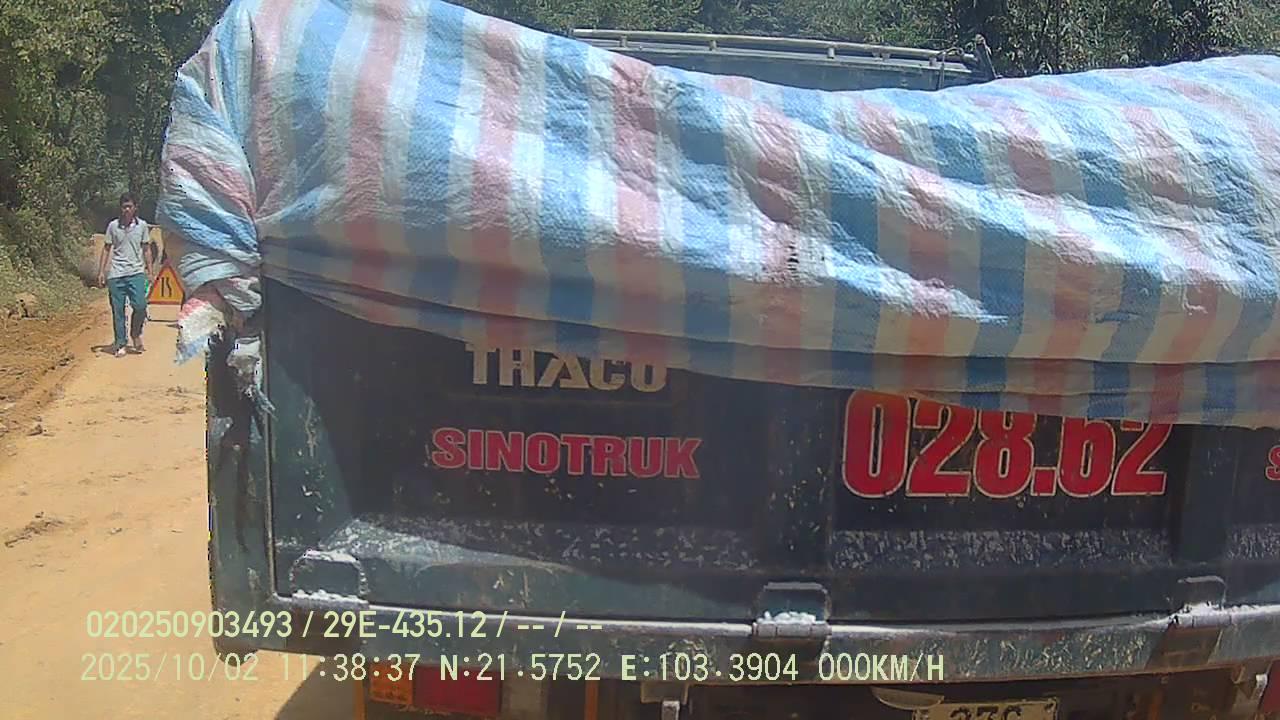 THACO
SINOTRUK
028.62
020250903493 / 29E-435.12 / -- / --
2025/10/02 11:38:37 N:21.5752 E:103.3904 000KM/H